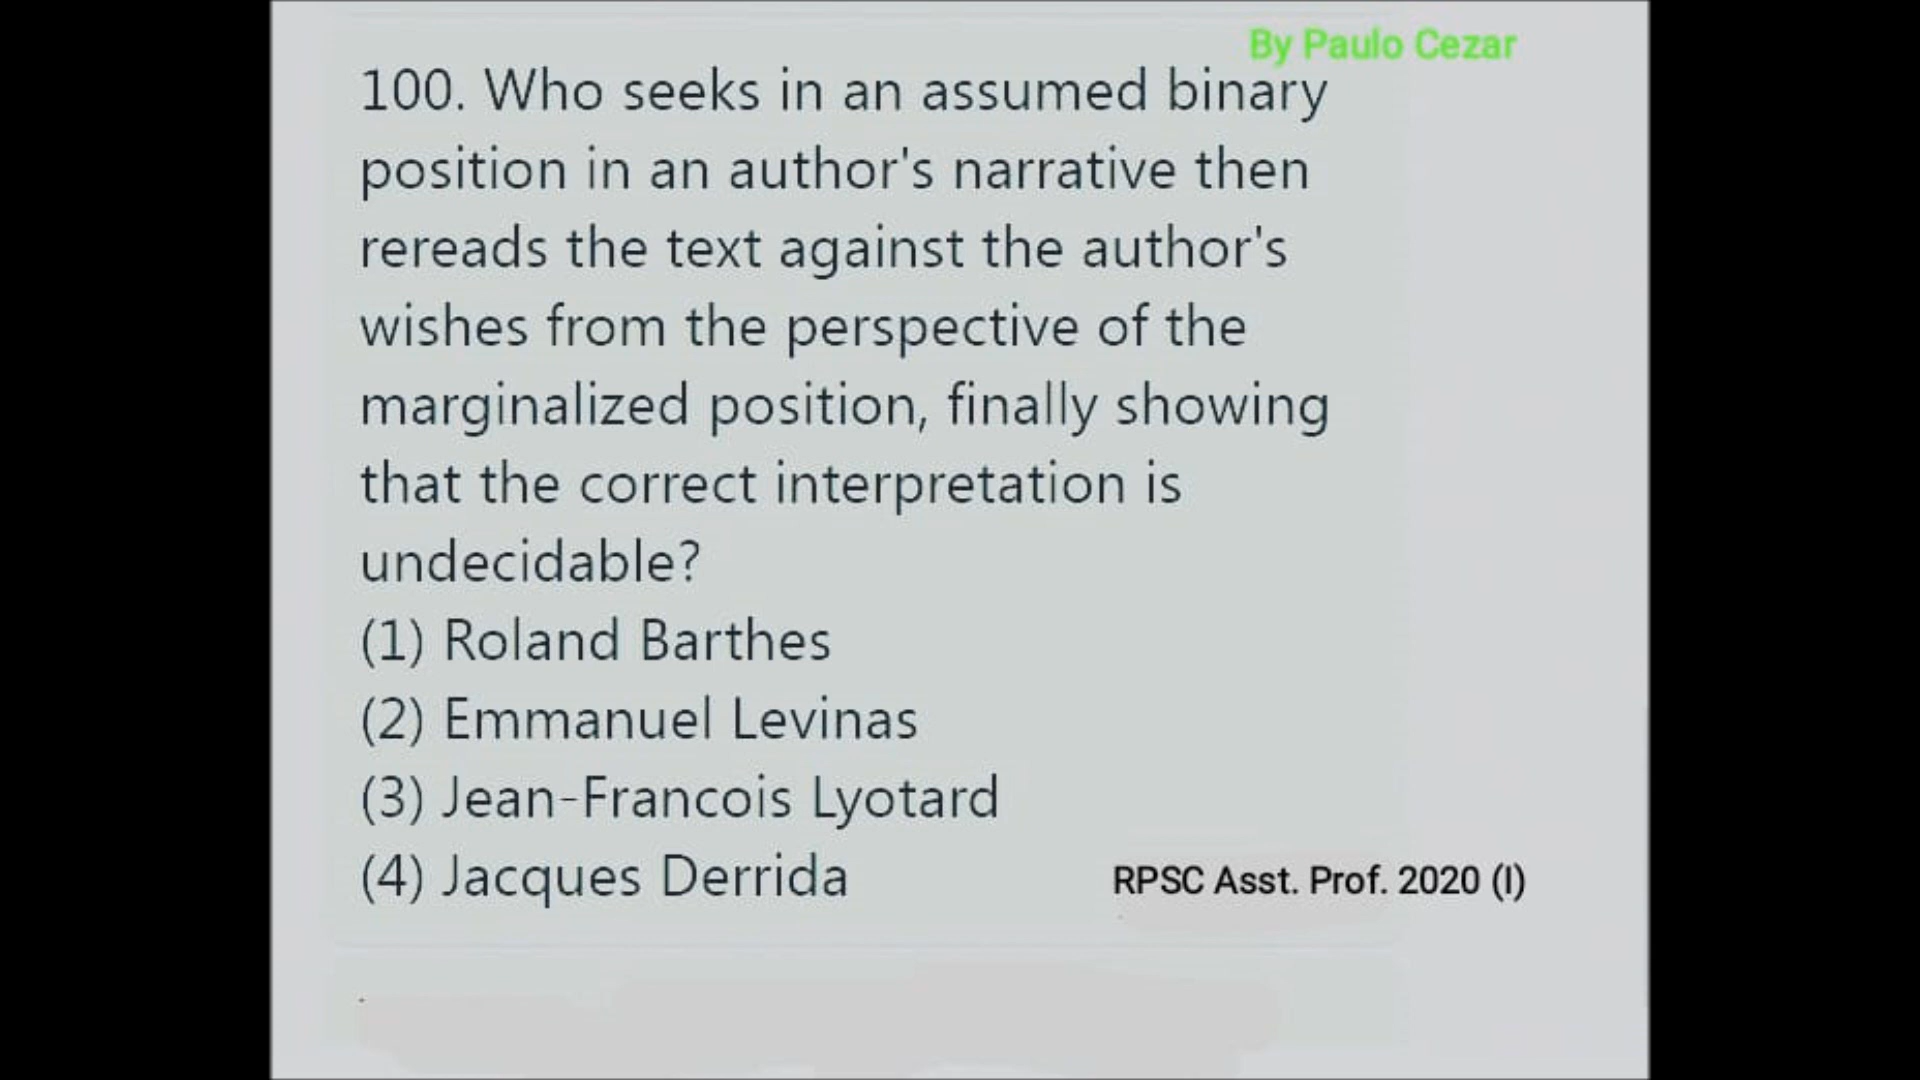 By Paulo Cezar
100. Who seeks in an assumed binary
position in an author's narrative then
rereads the text against the author's
wishes from the perspective of the
marginalized position, finally showing
that the correct interpretation is
undecidable?
(1) Roland Barthes
(2) Emmanuel Levinas
(3) Jean-Francois Lyotard
(4) Jacques Derrida
RPSC Asst. Prof. 2020 (I)